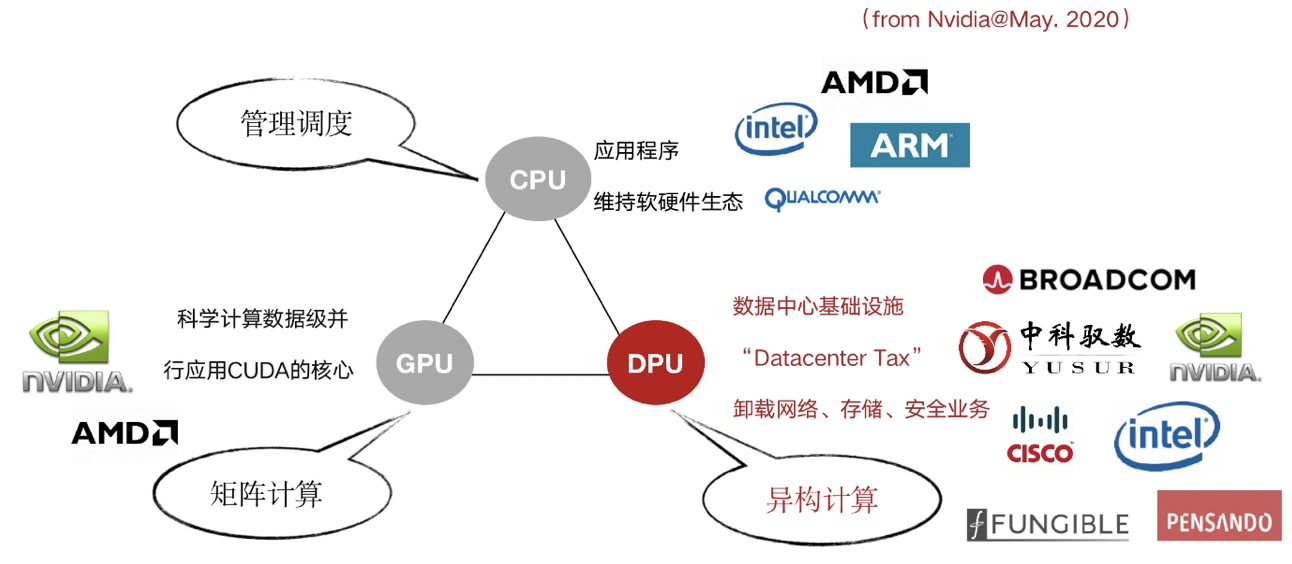 （from Nvidia@May. 2020）
AMD
管理调度
intel
ARM
CPU
应用程序
维持软硬件生态
QUALCOMM
BROADCOM
科学计算数据级并
行应用CUDA的核心
NVIDIA.
GPU
DPU
数据中心基础设施
“Datacenter Tax”
卸载网络、存储、安全业务
中科驭数
YUSUR
NVIDIA.
AMD
CISCO
intel
矩阵计算
异构计算
FUNGIBLE
PENSANDO